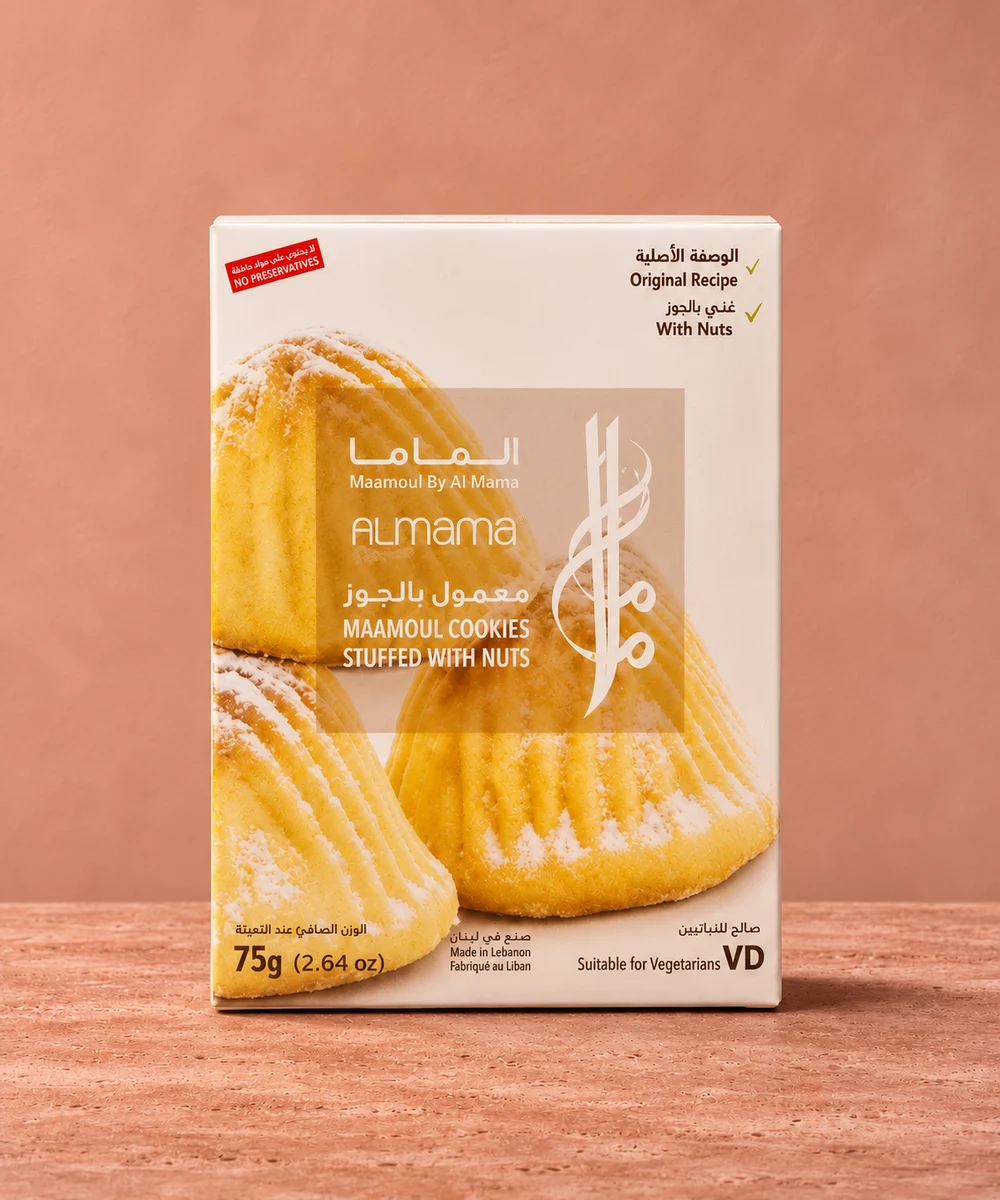 لا يحتوي على مواد حافظة
NO PRESERVATIVES
الوصفة الأصلية
Original Recipe
غني بالجوز
With Nuts
الـمـامـا
Maamoul By Al Mama
ALmama
معمول بالجوز
MAAMOUL COOKIES
STUFFED WITH NUTS
الوزن الصافي عند التعبئة
75g (2.64 oz)
صنع في لبنان
Made in Lebanon
Fabriqué au Liban
صالح للنباتيين
Suitable for Vegetarians VD